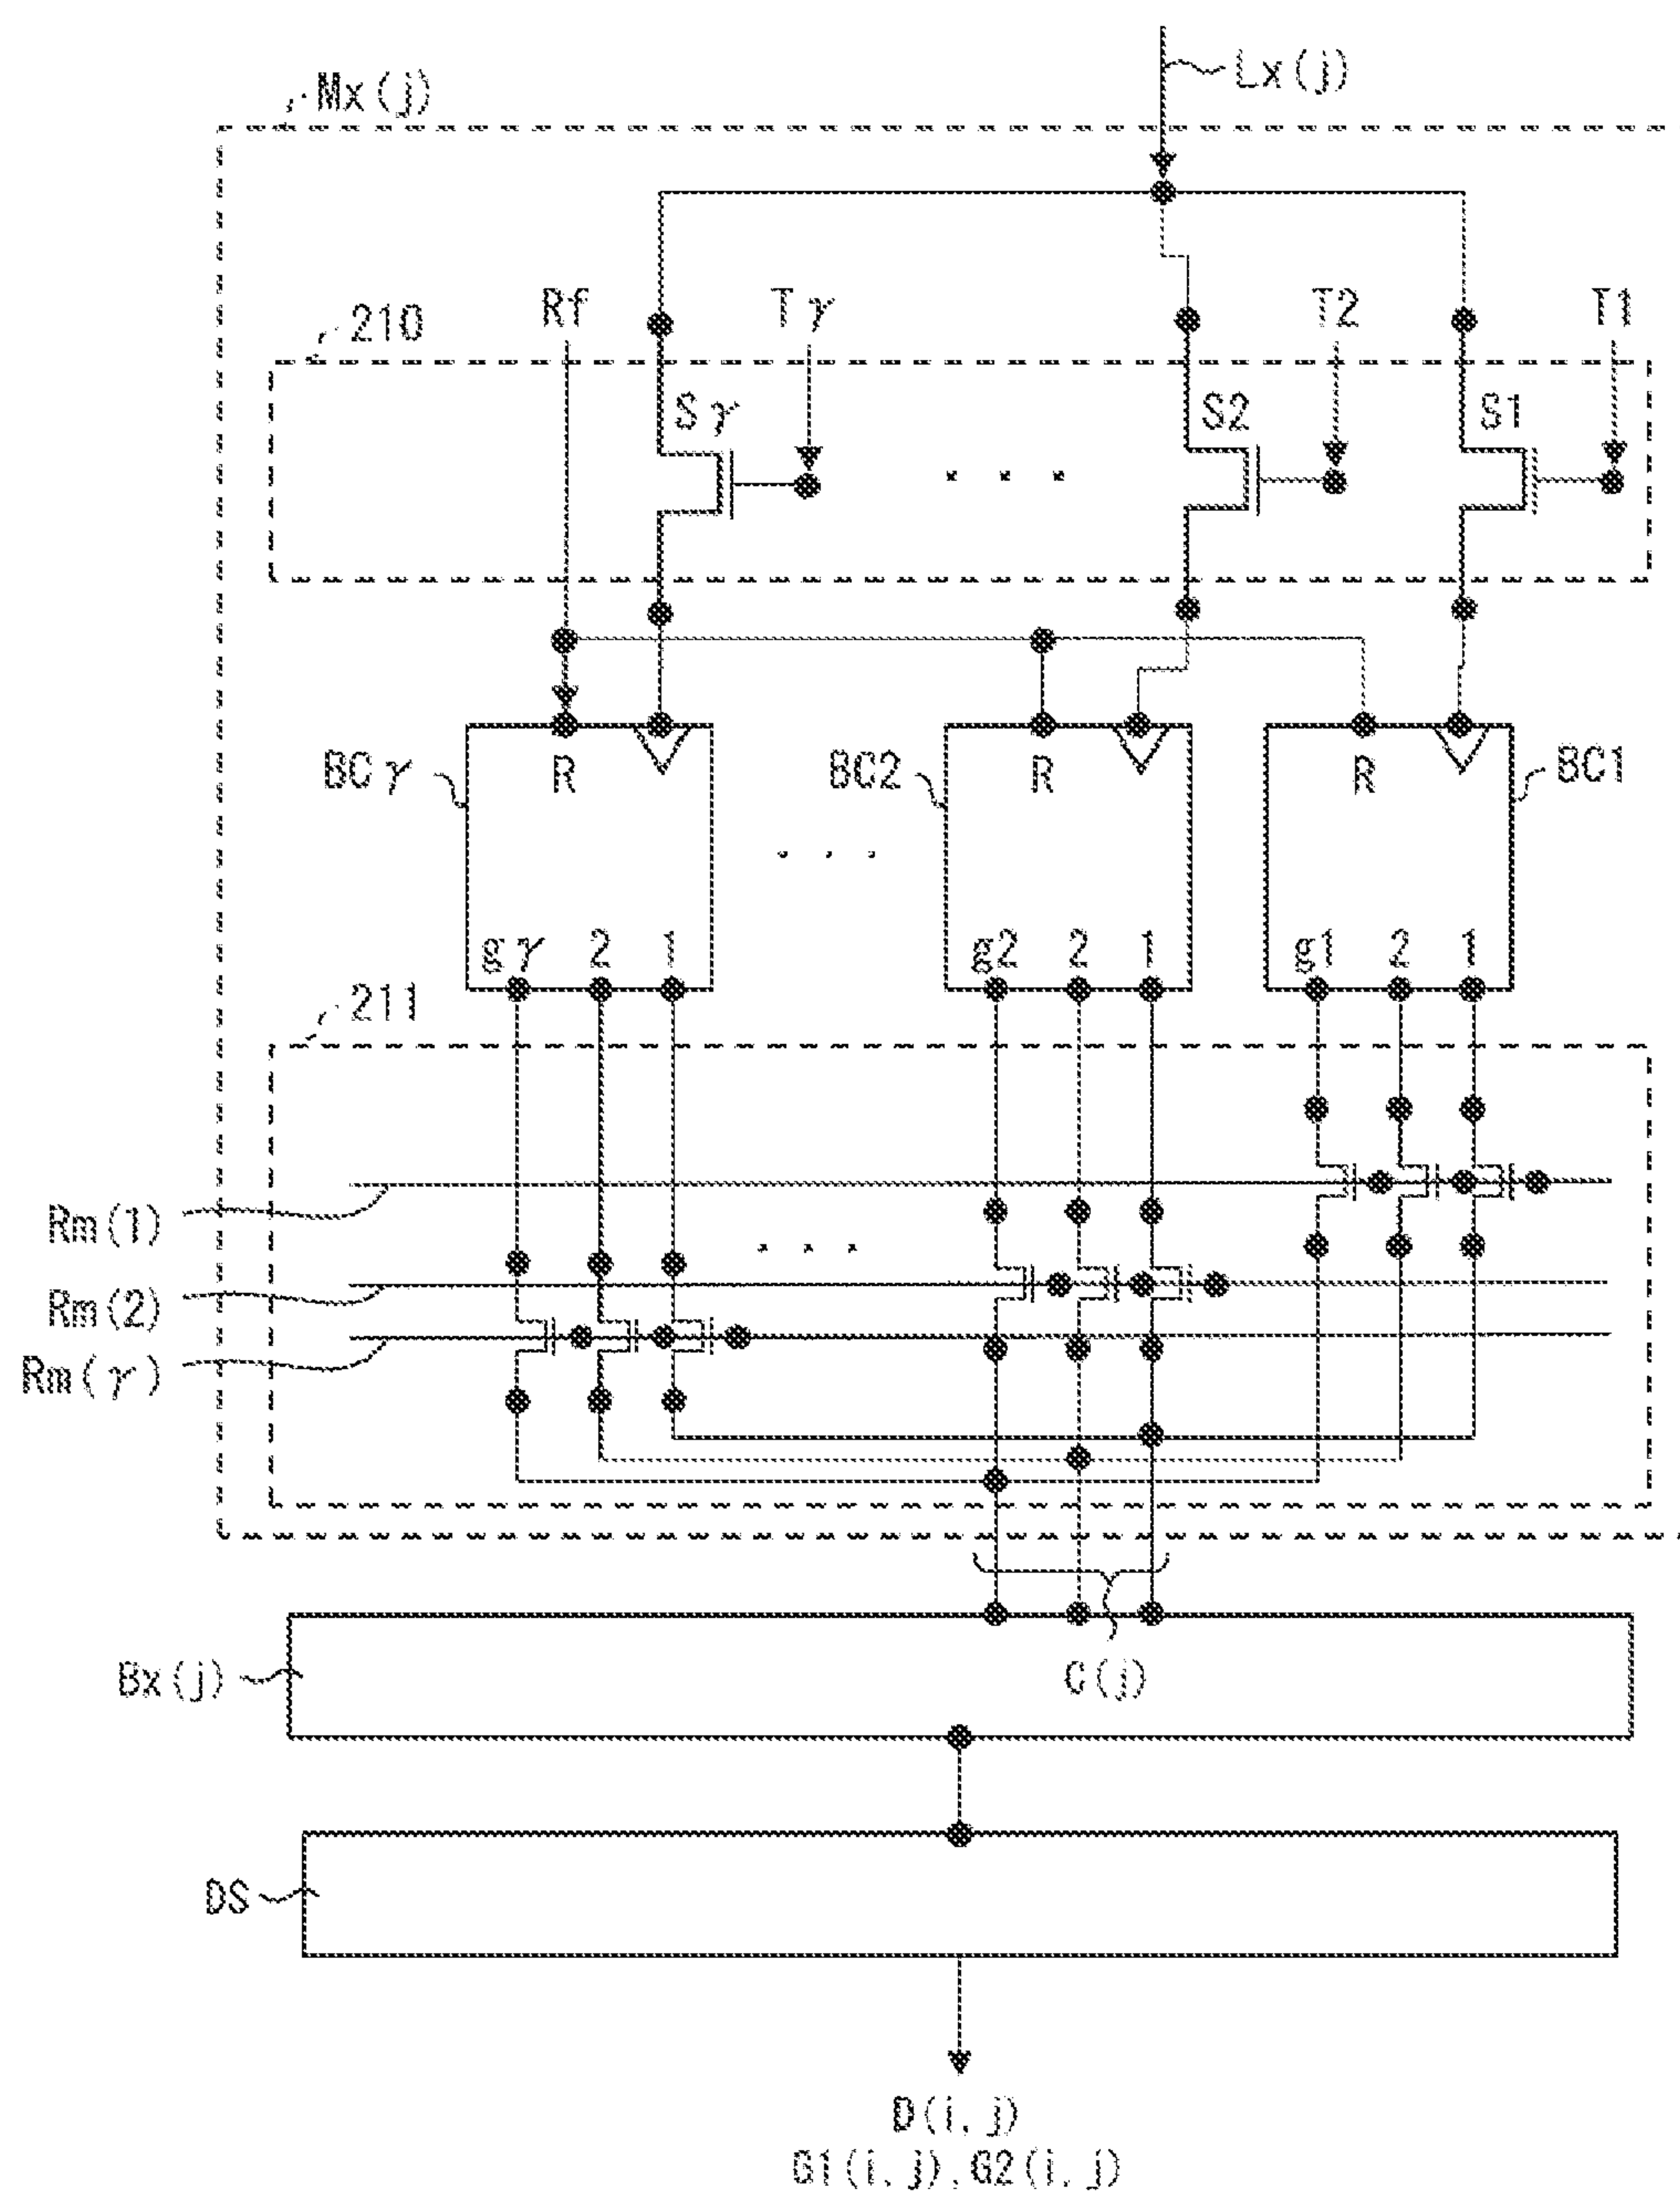 Mx(j)
Lx(j)
210
Rf
Tγ
T2
T1
Sγ
S2
S1
. . .
BCγ
R
BC2
R
R
BC1
. . .
gγ 2 1
g2 2 1
g1 2 1
211
Rm(1)
. . .
Rm(2)
Rm(γ)
Bx(j)
C(j)
DS
D(i,j)
G1(i,j),G2(i,j)